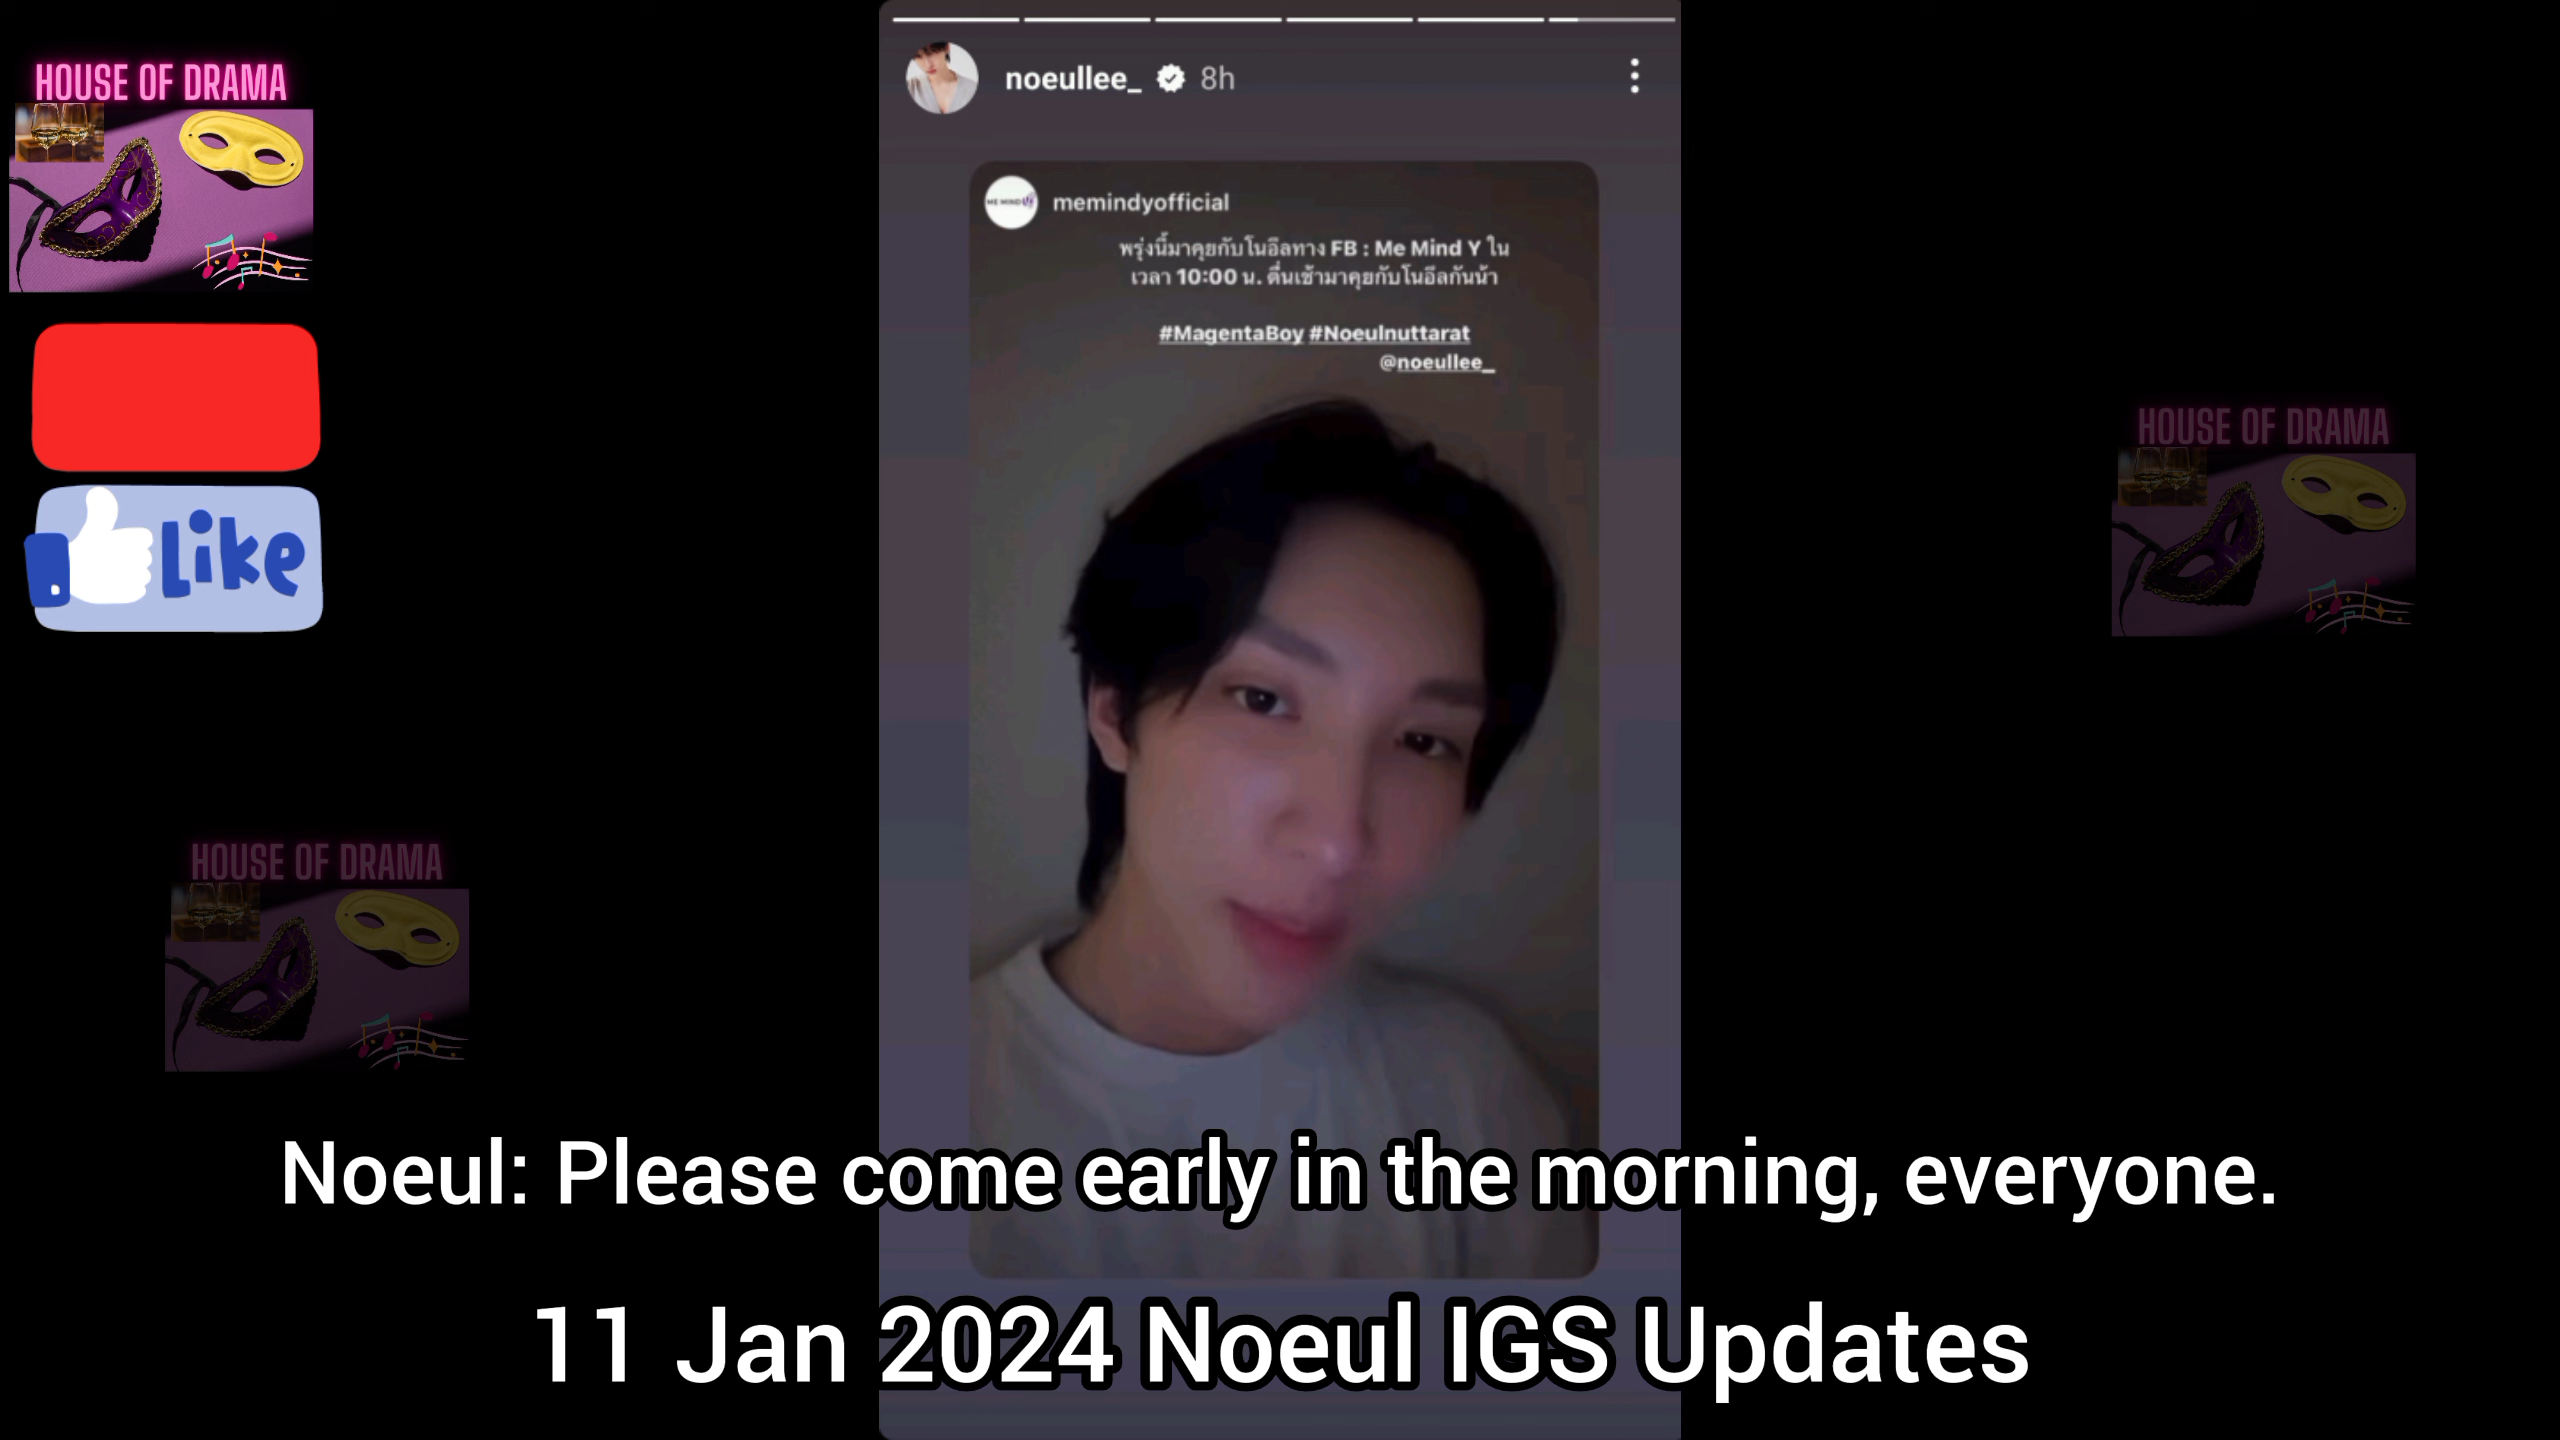 HOUSE OF DRAMA
Like
noeullee_ 8h
ME MIND Y
memindyofficial
พรุ่งนี้มาคุยกับโนอึลทาง FB : Me Mind Y ใน
เวลา 10:00 น. ตื่นเช้ามาคุยกับโนอึลกันน้า
#MagentaBoy #Noeulnuttarat
@noeullee_
HOUSE OF DRAMA
HOUSE OF DRAMA
Noeul: Please come early in the morning, everyone.
11 Jan 2024 Noeul IGS Updates